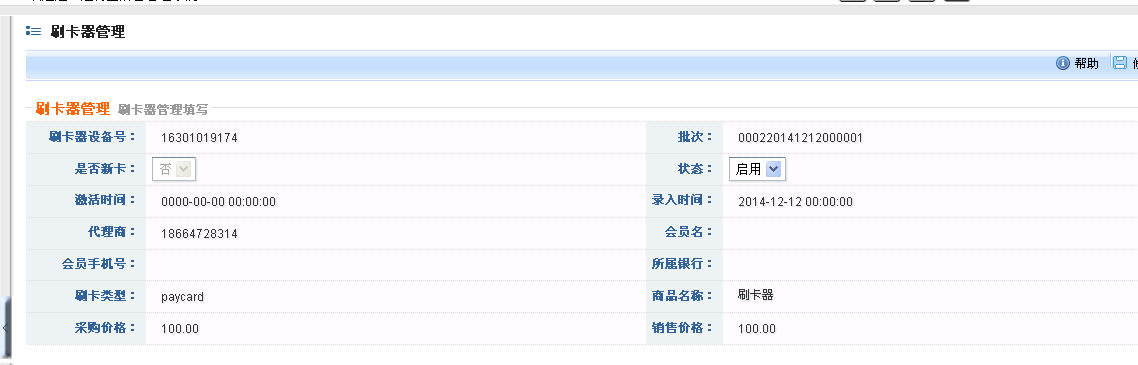 刷卡器管理
帮助
刷卡器管理 刷卡器管理填写
刷卡器设备号： 16301019174 批次： 000220141212000001
是否新卡： 否 状态： 启用
激活时间： 0000-00-00 00:00:00 录入时间： 2014-12-12 00:00:00
代理商： 18664728314 会员名：
会员手机号： 所属银行：
刷卡类型： paycard 商品名称： 刷卡器
采购价格： 100.00 销售价格： 100.00